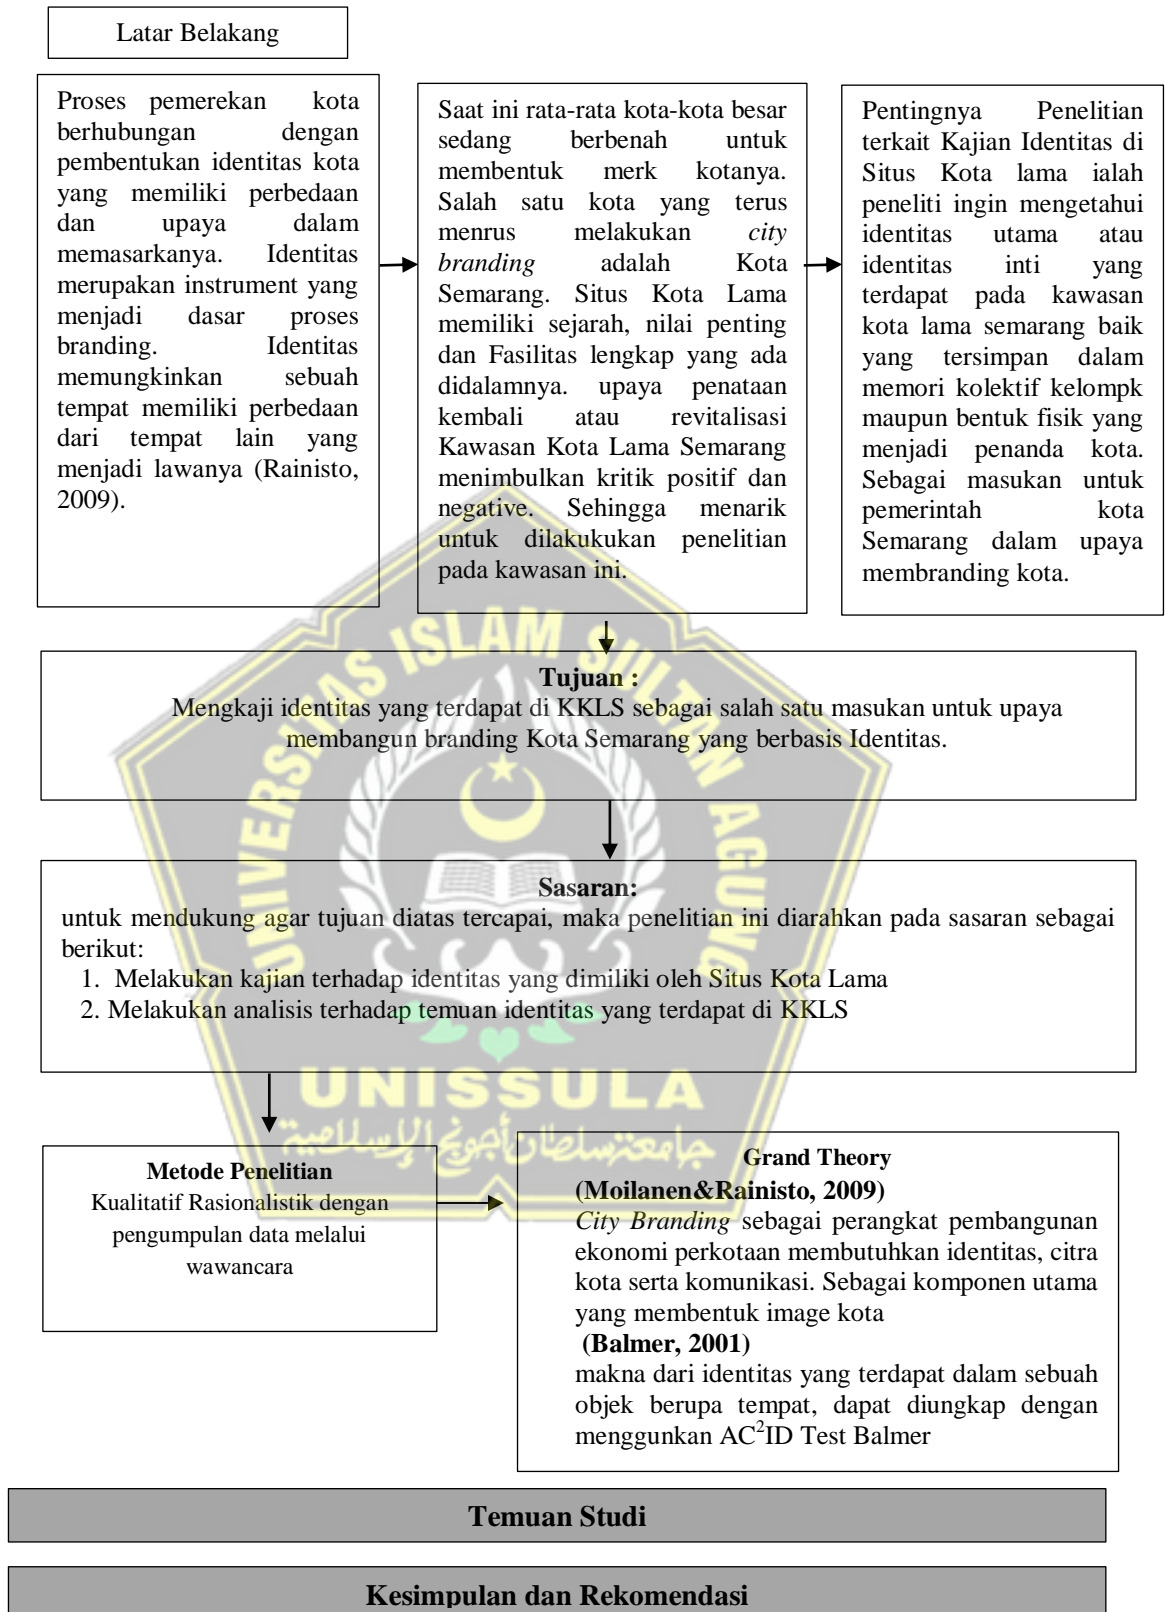 Latar Belakang
Proses pemerekan kota
berhubungan dengan
pembentukan identitas kota
yang memiliki perbedaan
dan upaya dalam
memasarkanya. Identitas
merupakan instrument yang
menjadi dasar proses
branding. Identitas
memungkinkan sebuah
tempat memiliki perbedaan
dari tempat lain yang
menjadi lawanya (Rainisto,
2009).
Saat ini rata-rata kota-kota besar
sedang berbenah untuk
membentuk merk kotanya.
Salah satu kota yang terus
menrus melakukan city
branding adalah Kota
Semarang. Situs Kota Lama
memiliki sejarah, nilai penting
dan Fasilitas lengkap yang ada
didalamnya. upaya penataan
kembali atau revitalisasi
Kawasan Kota Lama Semarang
menimbulkan kritik positif dan
negative. Sehingga menarik
untuk dilakukukan penelitian
pada kawasan ini.
Pentingnya Penelitian
terkait Kajian Identitas di
Situs Kota lama ialah
peneliti ingin mengetahui
identitas utama atau
identitas inti yang
terdapat pada kawasan
kota lama semarang baik
yang tersimpan dalam
memori kolektif kelompk
maupun bentuk fisik yang
menjadi penanda kota.
Sebagai masukan untuk
pemerintah kota
Semarang dalam upaya
membranding kota.
Tujuan :
Mengkaji identitas yang terdapat di KKLS sebagai salah satu masukan untuk upaya
membangun branding Kota Semarang yang berbasis Identitas.
Sasaran:
untuk mendukung agar tujuan diatas tercapai, maka penelitian ini diarahkan pada sasaran sebagai
berikut:
1. Melakukan kajian terhadap identitas yang dimiliki oleh Situs Kota Lama
2. Melakukan analisis terhadap temuan identitas yang terdapat di KKLS
UNIVERSITAS ISLAM SULTAN AGUNG
UNISSULA
جامعة سلطان أجونج الإسلامية
Metode Penelitian
Kualitatif Rasionalistik dengan
pengumpulan data melalui
wawancara
Grand Theory
(Moilanen&Rainisto, 2009)
City Branding sebagai perangkat pembangunan
ekonomi perkotaan membutuhkan identitas, citra
kota serta komunikasi. Sebagai komponen utama
yang membentuk image kota
(Balmer, 2001)
makna dari identitas yang terdapat dalam sebuah
objek berupa tempat, dapat diungkap dengan
menggunkan AC²ID Test Balmer
Temuan Studi
Kesimpulan dan Rekomendasi